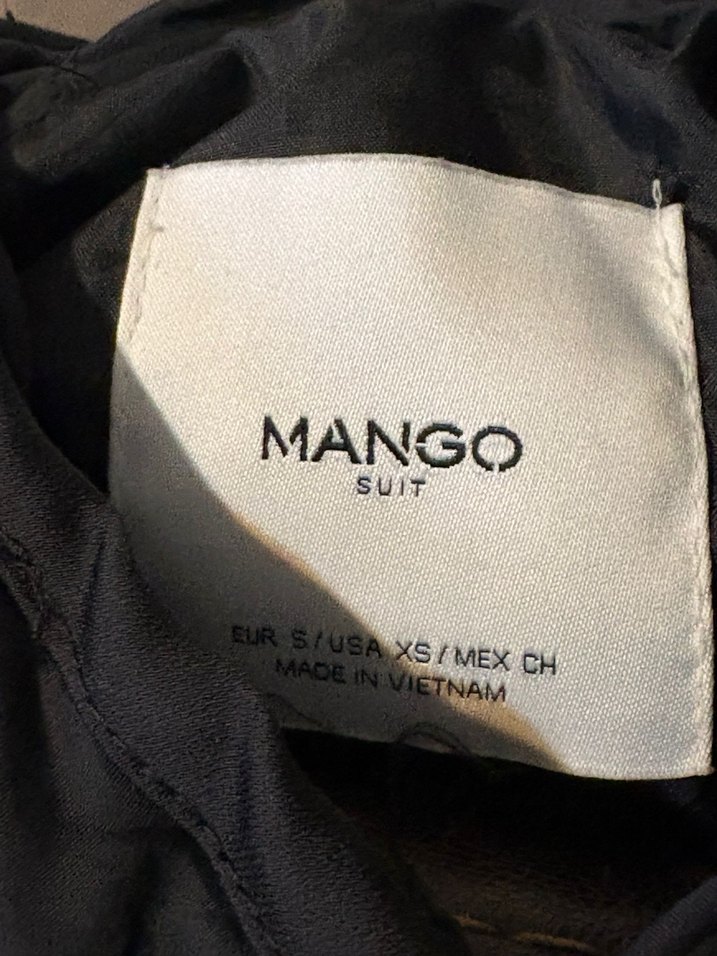 MANGO
SUIT
EUR S / USA XS / MEX CH
MADE IN VIETNAM